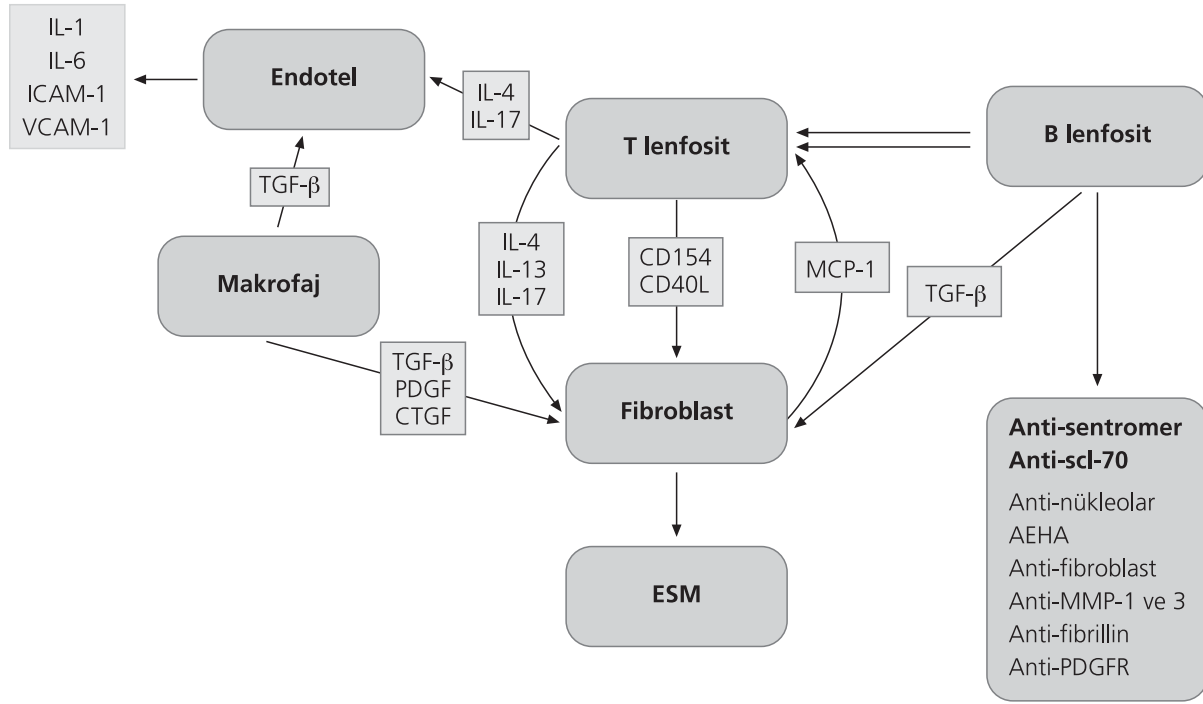 IL-1
IL-6
ICAM-1
VCAM-1
Endotel
IL-4
IL-17
T lenfosit
B lenfosit
TGF-β
Makrofaj
IL-4
IL-13
IL-17
CD154
CD40L
MCP-1
TGF-β
TGF-β
PDGF
CTGF
Fibroblast
ESM
Anti-sentromer
Anti-scl-70
Anti-nükleolar
AEHA
Anti-fibroblast
Anti-MMP-1 ve 3
Anti-fibrillin
Anti-PDGFR